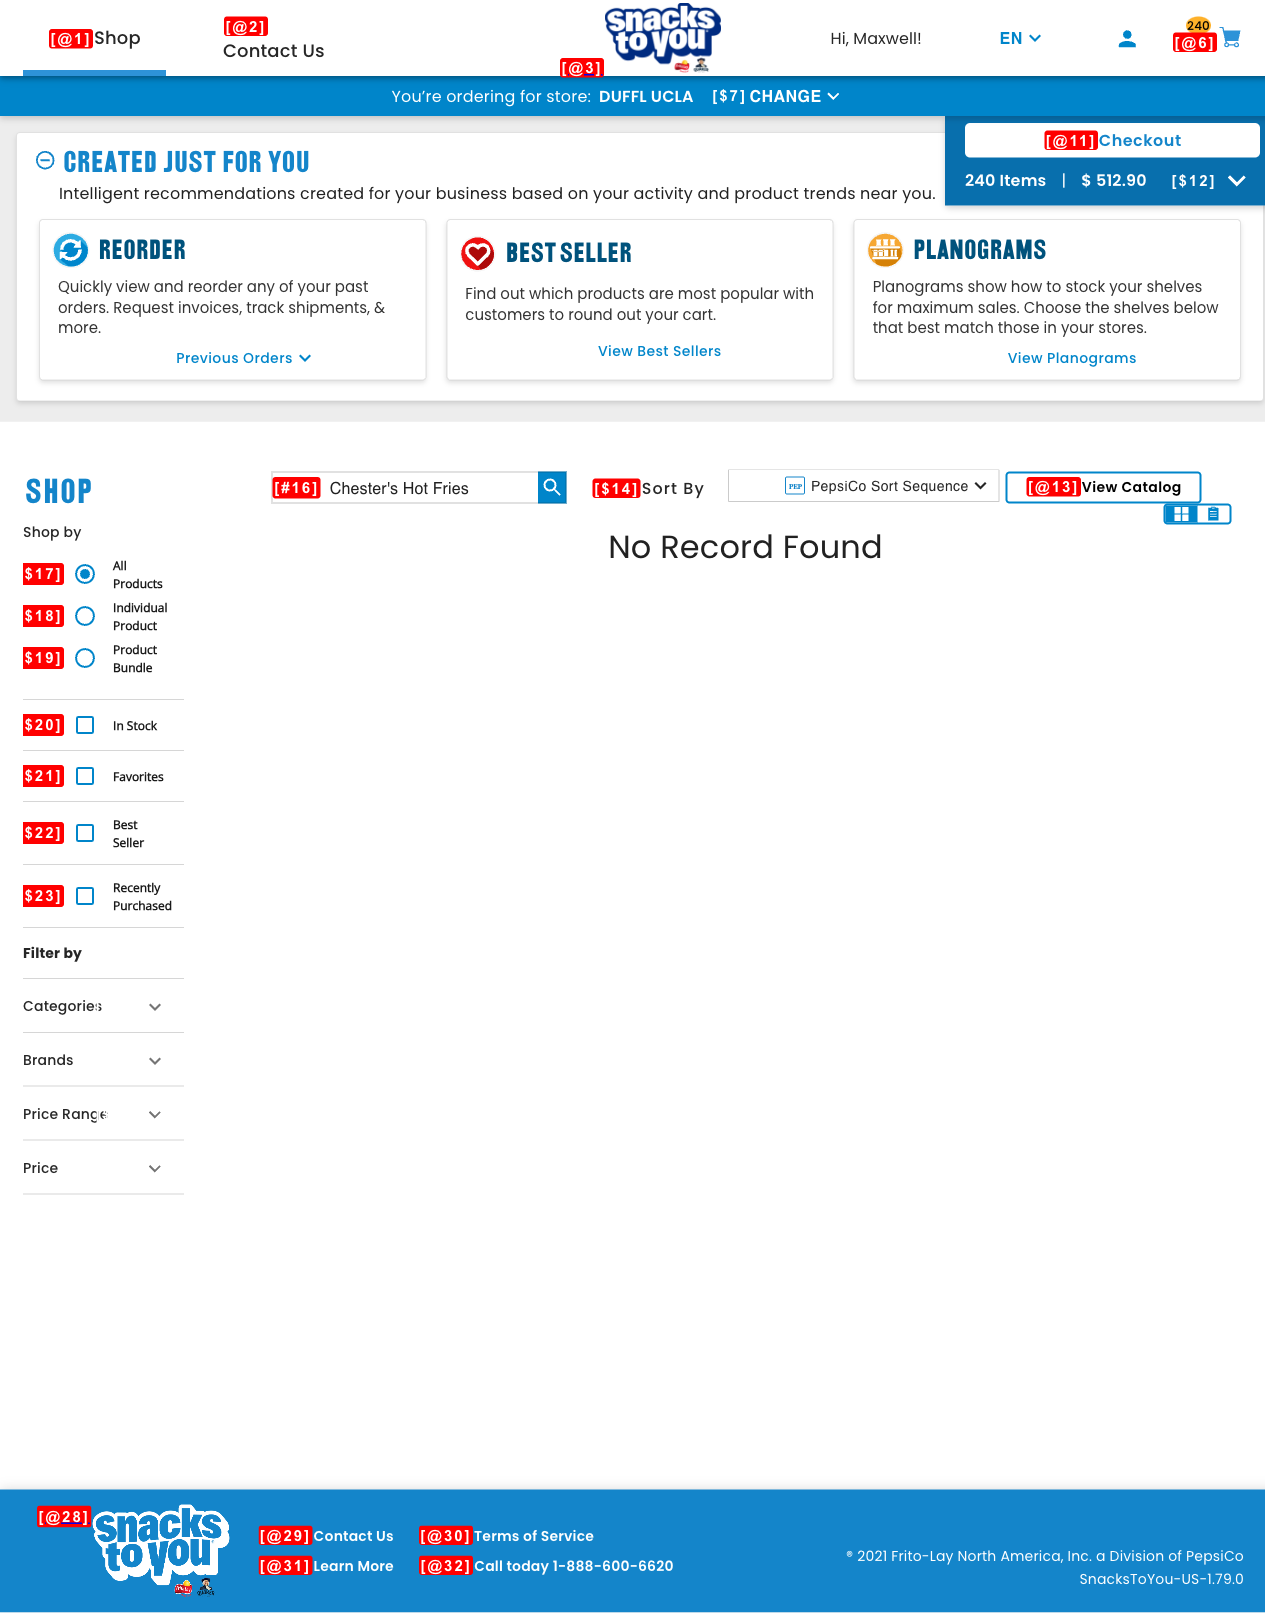 [@1] Shop
[@2]
Contact Us
[@3]
snacks to you
Hi, Maxwell!
EN
240
[@6]
You're ordering for store: DUFFL UCLA [$7] CHANGE
[@11] Checkout
240 Items | $ 512.90 [$12]
CREATED JUST FOR YOU
Intelligent recommendations created for your business based on your activity and product trends near you.
REORDER
Quickly view and reorder any of your past
orders. Request invoices, track shipments, &
more.
Previous Orders
BEST SELLER
Find out which products are most popular with
customers to round out your cart.
View Best Sellers
PLANOGRAMS
Planograms show how to stock your shelves
for maximum sales. Choose the shelves below
that best match those in your stores.
View Planograms
SHOP
[#16] Chester's Hot Fries
[$14] Sort By
PEP PepsiCo Sort Sequence
[@13] View Catalog
No Record Found
Shop by
$17] All
Products
$18] Individual
Product
$19] Product
Bundle
$20] In Stock
$21] Favorites
$22] Best
Seller
$23] Recently
Purchased
Filter by
Categories
Brands
Price Range
Price
[@28]
snacks to you
[@29] Contact Us
[@30] Terms of Service
[@31] Learn More
[@32] Call today 1-888-600-6620
® 2021 Frito-Lay North America, Inc. a Division of PepsiCo
SnacksToYou-US-1.79.0